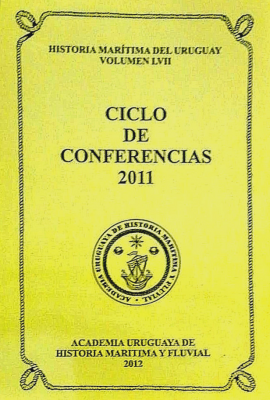 HISTORIA MARÍTIMA DEL URUGUAY
VOLUMEN LVII
CICLO
DE
CONFERENCIAS
2011
ACADEMIA URUGUAYA DE HISTORIA MARITIMA Y FLUVIAL
ACADEMIA URUGUAYA DE
HISTORIA MARITIMA Y FLUVIAL
2012